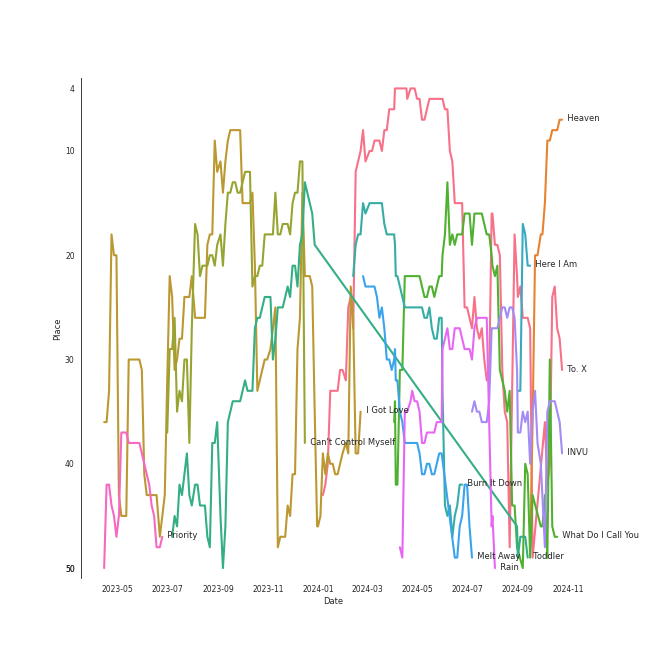 4
Heaven
10
20
Here I Am
30
Place
To. X
I Got Love
Can't Control Myself
INVU
40
Burn It Down
Priority
What Do I Call You
Melt Away
Toddler
50
Rain
2023-05
2023-07
2023-09
2023-11
2024-01
2024-03
2024-05
2024-07
2024-09
2024-11
Date